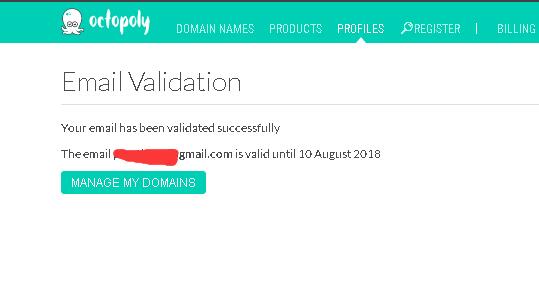 octopoly
DOMAIN NAMES PRODUCTS PROFILES REGISTER | BILLING
Email Validation
Your email has been validated successfully
The email gmail.com is valid until 10 August 2018
MANAGE MY DOMAINS